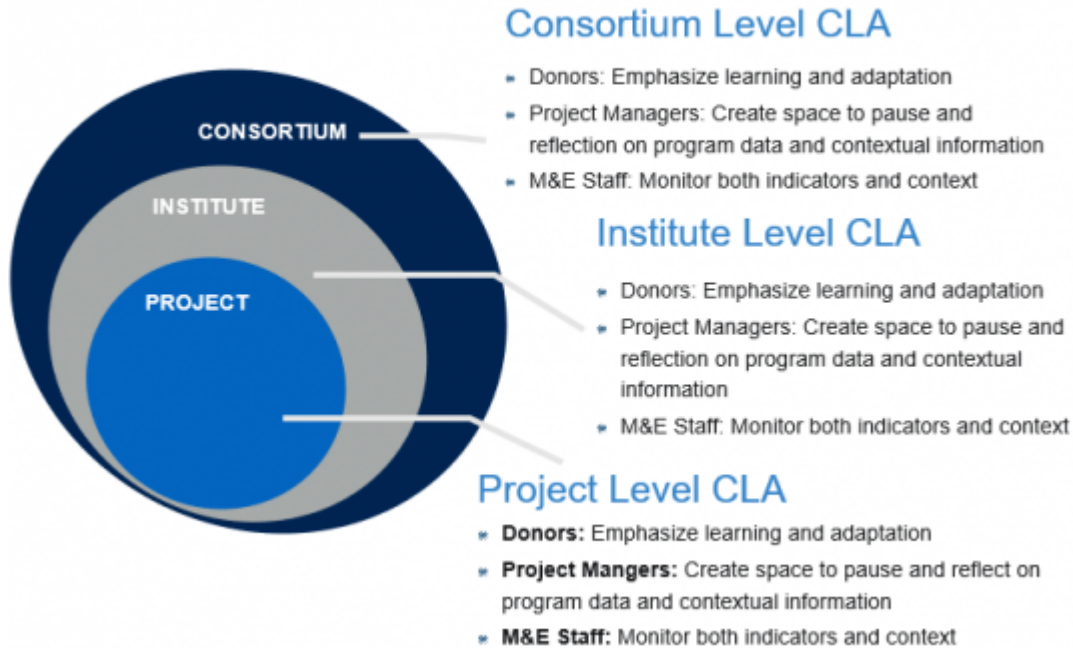 CONSORTIUM
INSTITUTE
PROJECT
Consortium Level CLA
Donors: Emphasize learning and adaptation
Project Managers: Create space to pause and
reflection on program data and contextual information
M&E Staff: Monitor both indicators and context
Institute Level CLA
Donors: Emphasize learning and adaptation
Project Managers: Create space to pause and
reflection on program data and contextual
information
M&E Staff: Monitor both indicators and context
Project Level CLA
Donors: Emphasize learning and adaptation
Project Mangers: Create space to pause and reflect on
program data and contextual information
M&E Staff: Monitor both indicators and context